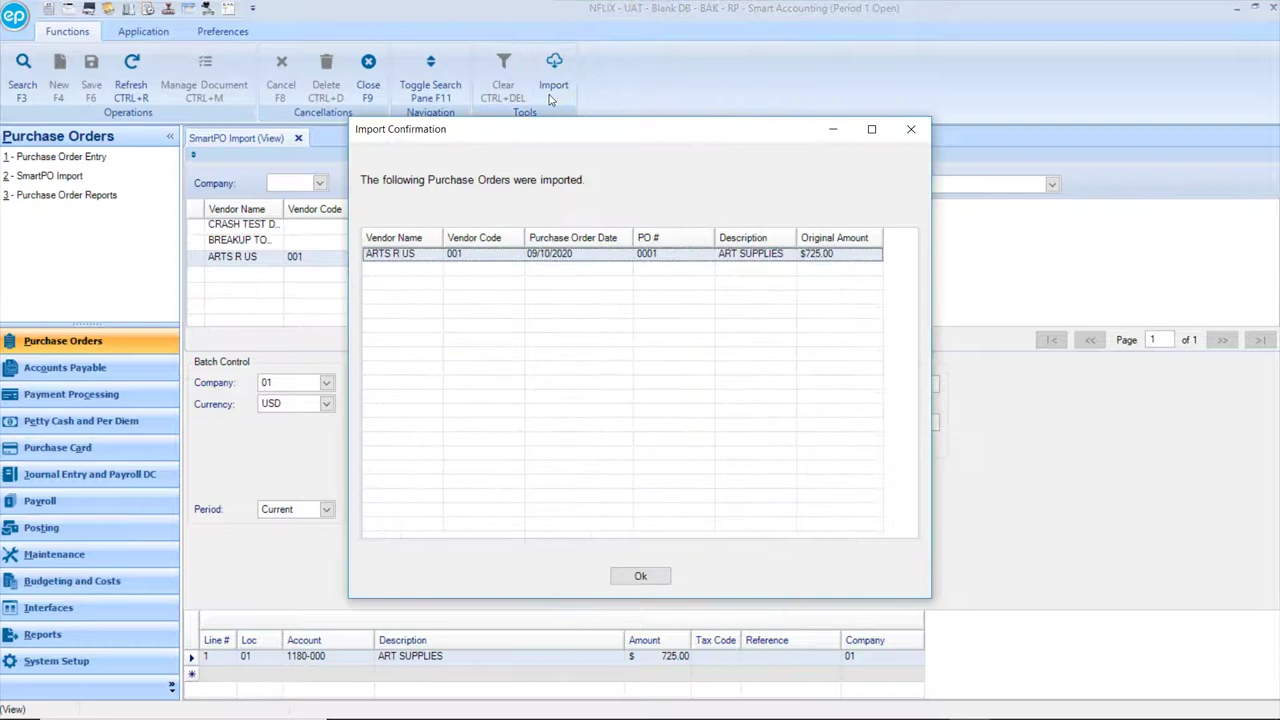 NFLIX - UAT - Blank DB - BAK - RP - Smart Accounting (Period 1 Open)
ep
Functions Application Preferences
Search F3
New F4
Save F6
Refresh CTRL+R
Manage Document CTRL+M
Cancel F8
Delete CTRL+D
Close F9
Toggle Search Pane F11
Clear CTRL+DEL
Import
Operations Cancellations Navigation Tools
Purchase Orders
1 - Purchase Order Entry
2 - SmartPO Import
3 - Purchase Order Reports
Purchase Orders
Accounts Payable
Payment Processing
Petty Cash and Per Diem
Purchase Card
Journal Entry and Payroll DC
Payroll
Posting
Maintenance
Budgeting and Costs
Interfaces
Reports
System Setup
(View)
SmartPO Import (View)
Company:
Vendor Name Vendor Code
CRASH TEST D...
BREAKUP TO...
ARTS R US 001
Page 1 of 1
Batch Control
Company: 01
Currency: USD
Period: Current
Import Confirmation
The following Purchase Orders were imported.
Vendor Name Vendor Code Purchase Order Date PO # Description Original Amount
ARTS R US 001 09/10/2020 0001 ART SUPPLIES $725.00
Ok
Line # Loc Account Description Amount Tax Code Reference Company
1 01 1180-000 ART SUPPLIES $ 725.00 01